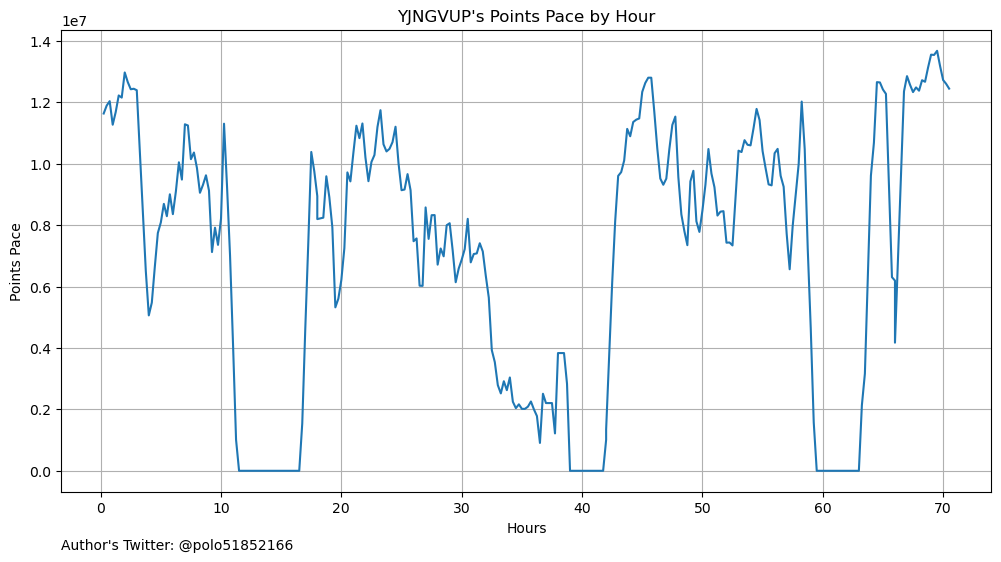 YJNGVUP's Points Pace by Hour
1e7
1.4
1.2
1.0
0.8
0.6
0.4
0.2
0.0
Points Pace
0 10 20 30 40 50 60 70
Hours
Author's Twitter: @polo51852166